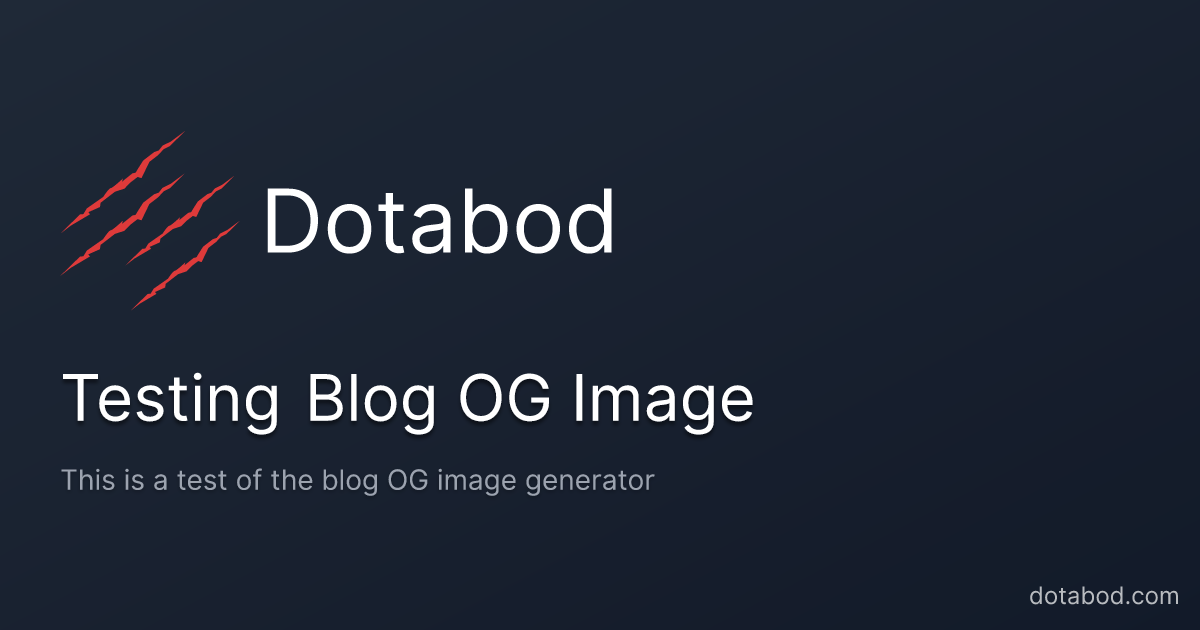 Dotabod
Testing Blog OG Image
This is a test of the blog OG image generator
dotabod.com